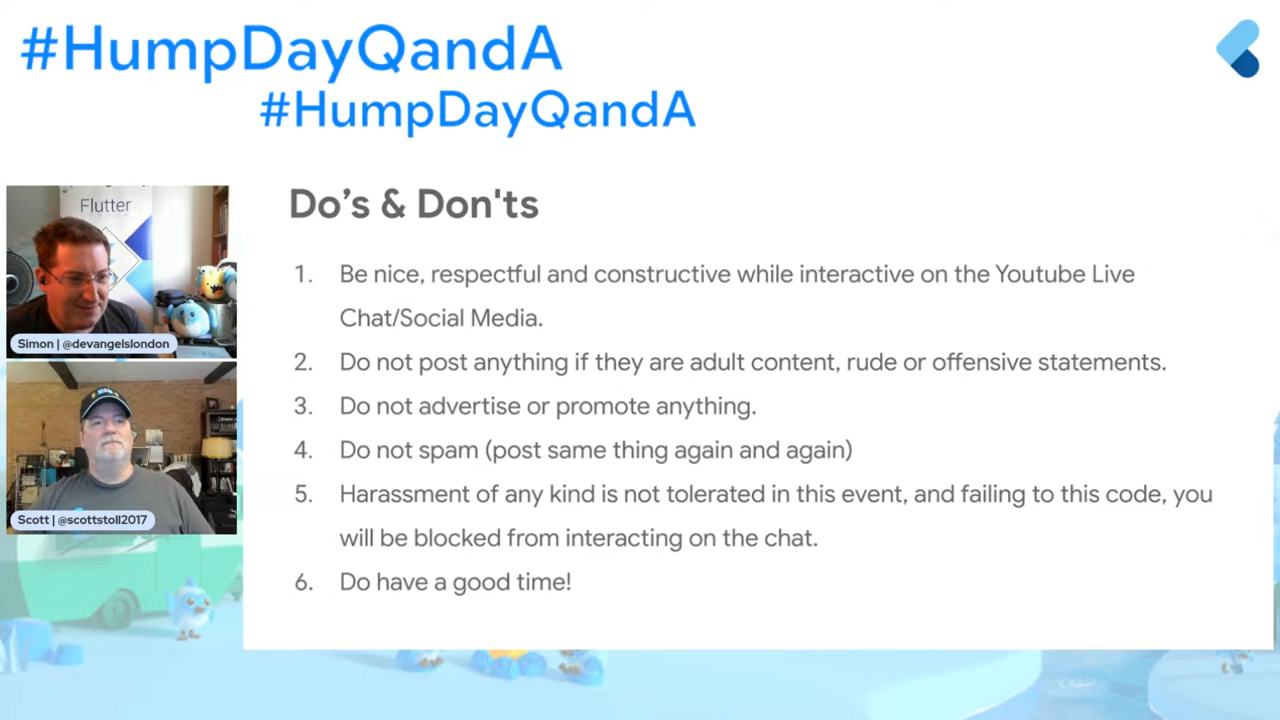 #HumpDayQandA
#HumpDayQandA
Do’s & Don'ts
1. Be nice, respectful and constructive while interactive on the Youtube Live
Chat/Social Media.
2. Do not post anything if they are adult content, rude or offensive statements.
3. Do not advertise or promote anything.
4. Do not spam (post same thing again and again)
5. Harassment of any kind is not tolerated in this event, and failing to this code, you
will be blocked from interacting on the chat.
6. Do have a good time!
Flutter
Simon | @devangelslondon
Scott | @scottstoll2017